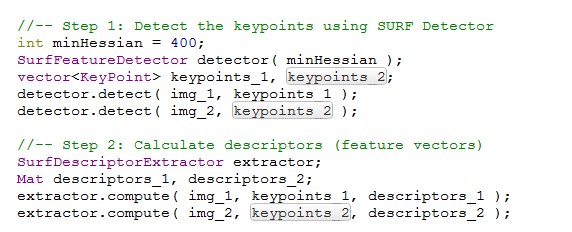 //-- Step 1: Detect the keypoints using SURF Detector
int minHessian = 400;
SurfFeatureDetector detector( minHessian );
vector<KeyPoint> keypoints_1, keypoints_2;
detector.detect( img_1, keypoints_1 );
detector.detect( img_2, keypoints_2 );
//-- Step 2: Calculate descriptors (feature vectors)
SurfDescriptorExtractor extractor;
Mat descriptors_1, descriptors_2;
extractor.compute( img_1, keypoints_1, descriptors_1 );
extractor.compute( img_2, keypoints_2, descriptors_2 );